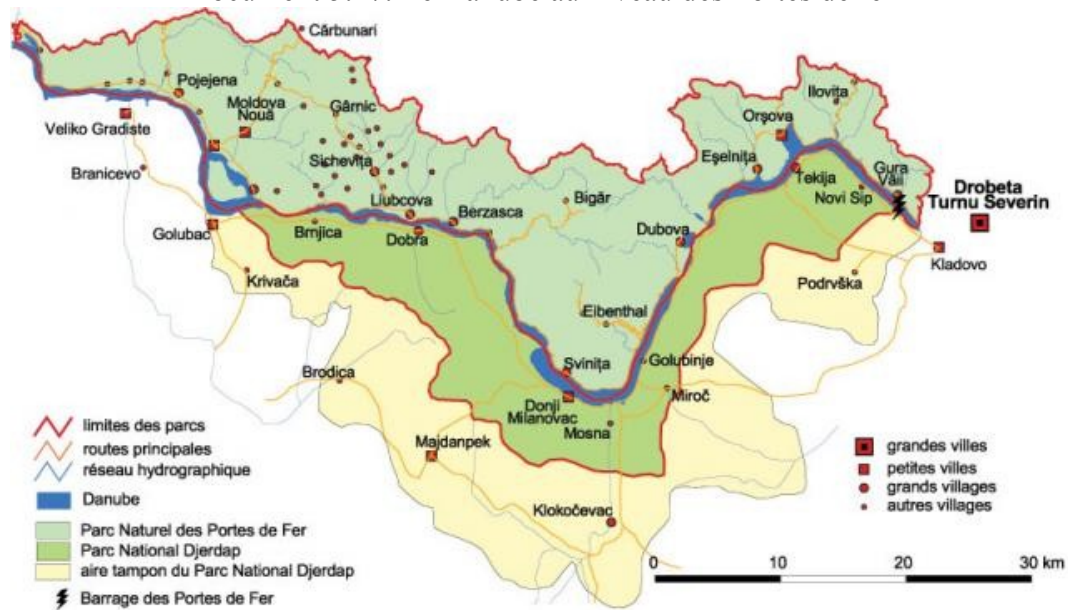 Cărbunari
Pojejena
Moldova
Nouă
Gârnic
Ilovița
Orșova
Veliko Gradiste
Branicevo
Sichevița
Eșelnița
Gura
Văii
Tekija
Drobeta
Turnu Severin
Novi Sip
Liubcova
Berzasca
Bigăr
Golubac
Brnjica
Dobra
Dubova
Kladovo
Krivača
Podrvška
Eibenthal
Brodica
Svinița
Golubinje
Miroč
Donji
Milanovac
Mosna
Majdanpek
Klokočevac
limites des parcs
routes principales
réseau hydrographique
Danube
Parc Naturel des Portes de Fer
Parc National Djerdap
aire tampon du Parc National Djerdap
Barrage des Portes de Fer
grandes villes
petites villes
grands villages
autres villages
0 10 20 30 km